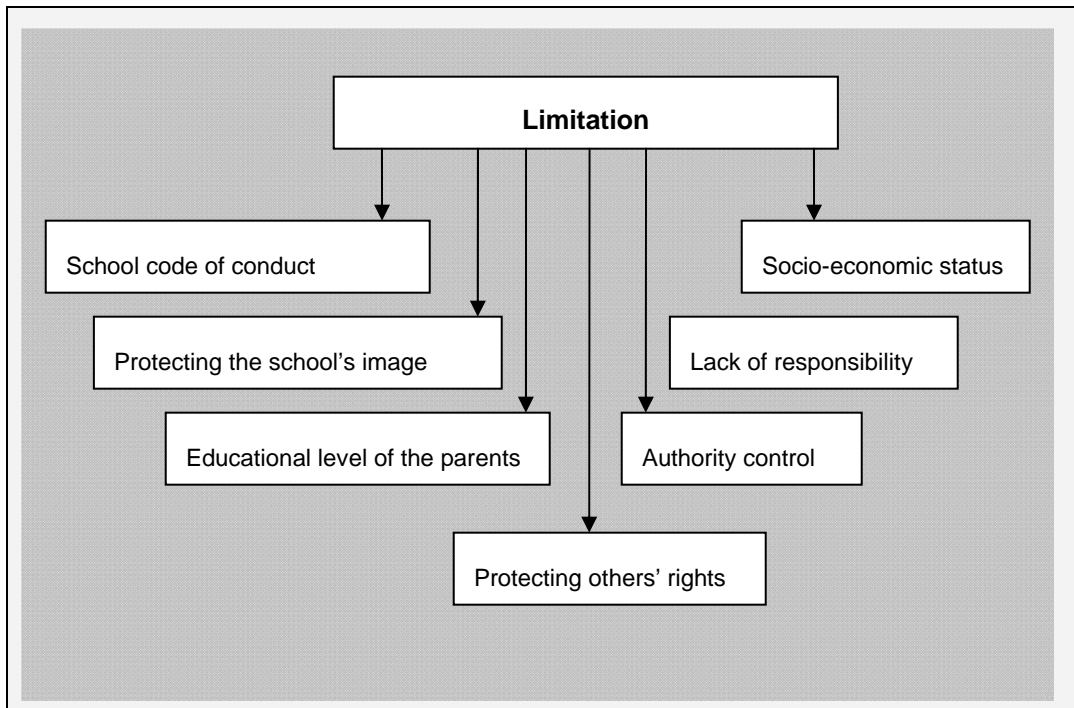 Limitation
School code of conduct
Socio-economic status
Protecting the school’s image
Lack of responsibility
Educational level of the parents
Authority control
Protecting others’ rights